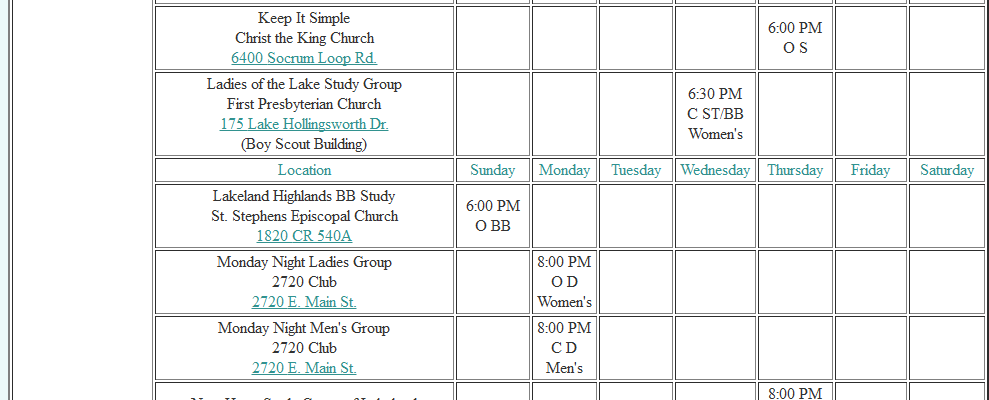 Keep It Simple
Christ the King Church
6400 Socrum Loop Rd.
6:00 PM
O S
Ladies of the Lake Study Group
First Presbyterian Church
175 Lake Hollingsworth Dr.
(Boy Scout Building)
6:30 PM
C ST/BB
Women's
Location Sunday Monday Tuesday Wednesday Thursday Friday Saturday
Lakeland Highlands BB Study
St. Stephens Episcopal Church
1820 CR 540A
6:00 PM
O BB
Monday Night Ladies Group
2720 Club
2720 E. Main St.
8:00 PM
O D
Women's
Monday Night Men's Group
2720 Club
2720 E. Main St.
8:00 PM
C D
Men's
8:00 PM